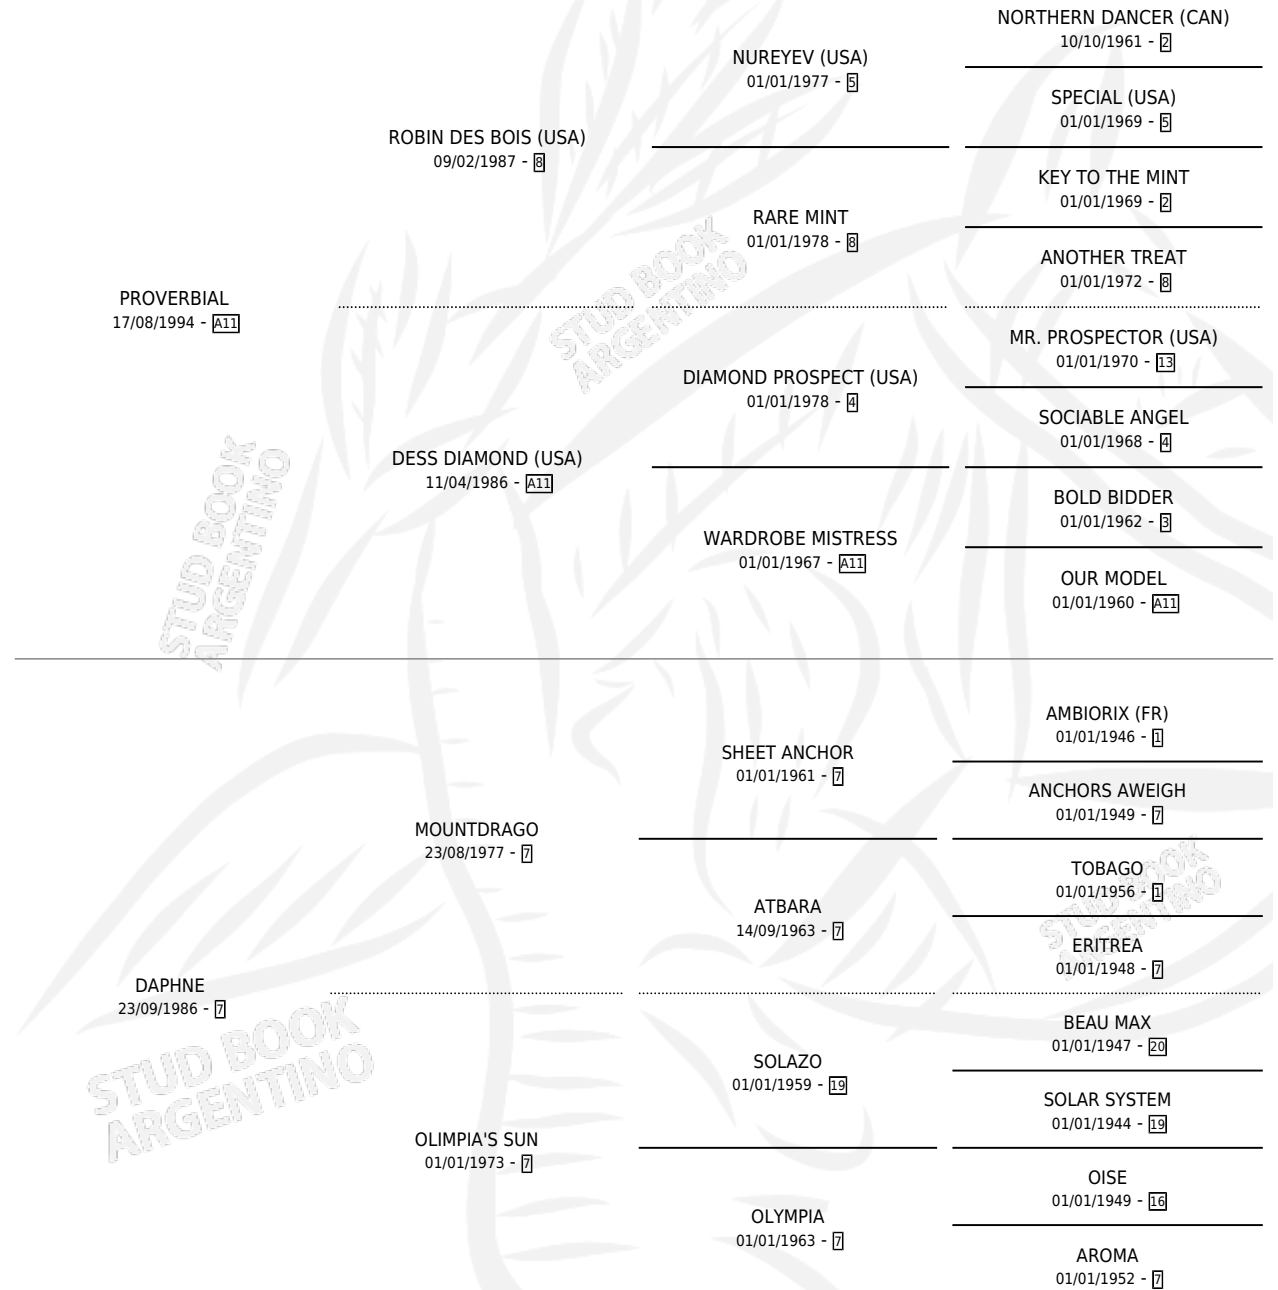 NORTHERN DANCER (CAN)
10/10/1961 - 2
NUREYEV (USA)
01/01/1977 - 5
SPECIAL (USA)
01/01/1969 - 5
ROBIN DES BOIS (USA)
09/02/1987 - 8
KEY TO THE MINT
01/01/1969 - 2
RARE MINT
01/01/1978 - 8
ANOTHER TREAT
01/01/1972 - 8
PROVERBIAL
17/08/1994 - A11
MR. PROSPECTOR (USA)
01/01/1970 - 13
DIAMOND PROSPECT (USA)
01/01/1978 - 4
SOCIABLE ANGEL
01/01/1968 - 4
DESS DIAMOND (USA)
11/04/1986 - A11
BOLD BIDDER
01/01/1962 - 3
WARDROBE MISTRESS
01/01/1967 - A11
OUR MODEL
01/01/1960 - A11
STUD BOOK
ARGENTINO
STUD BOOK
ARGENTINO
AMBIORIX (FR)
01/01/1946 - 1
SHEET ANCHOR
01/01/1961 - 7
ANCHORS AWEIGH
01/01/1949 - 7
MOUNTDRAGO
23/08/1977 - 7
TOBAGO
01/01/1956 - 1
ATBARA
14/09/1963 - 7
ERITREA
01/01/1948 - 7
DAPHNE
23/09/1986 - 7
BEAU MAX
01/01/1947 - 20
SOLAZO
01/01/1959 - 19
SOLAR SYSTEM
01/01/1944 - 19
OLIMPIA'S SUN
01/01/1973 - 7
OISE
01/01/1949 - 16
OLYMPIA
01/01/1963 - 7
AROMA
01/01/1952 - 7
STUD BOOK
ARGENTINO
STUD BOOK
ARGENTINO